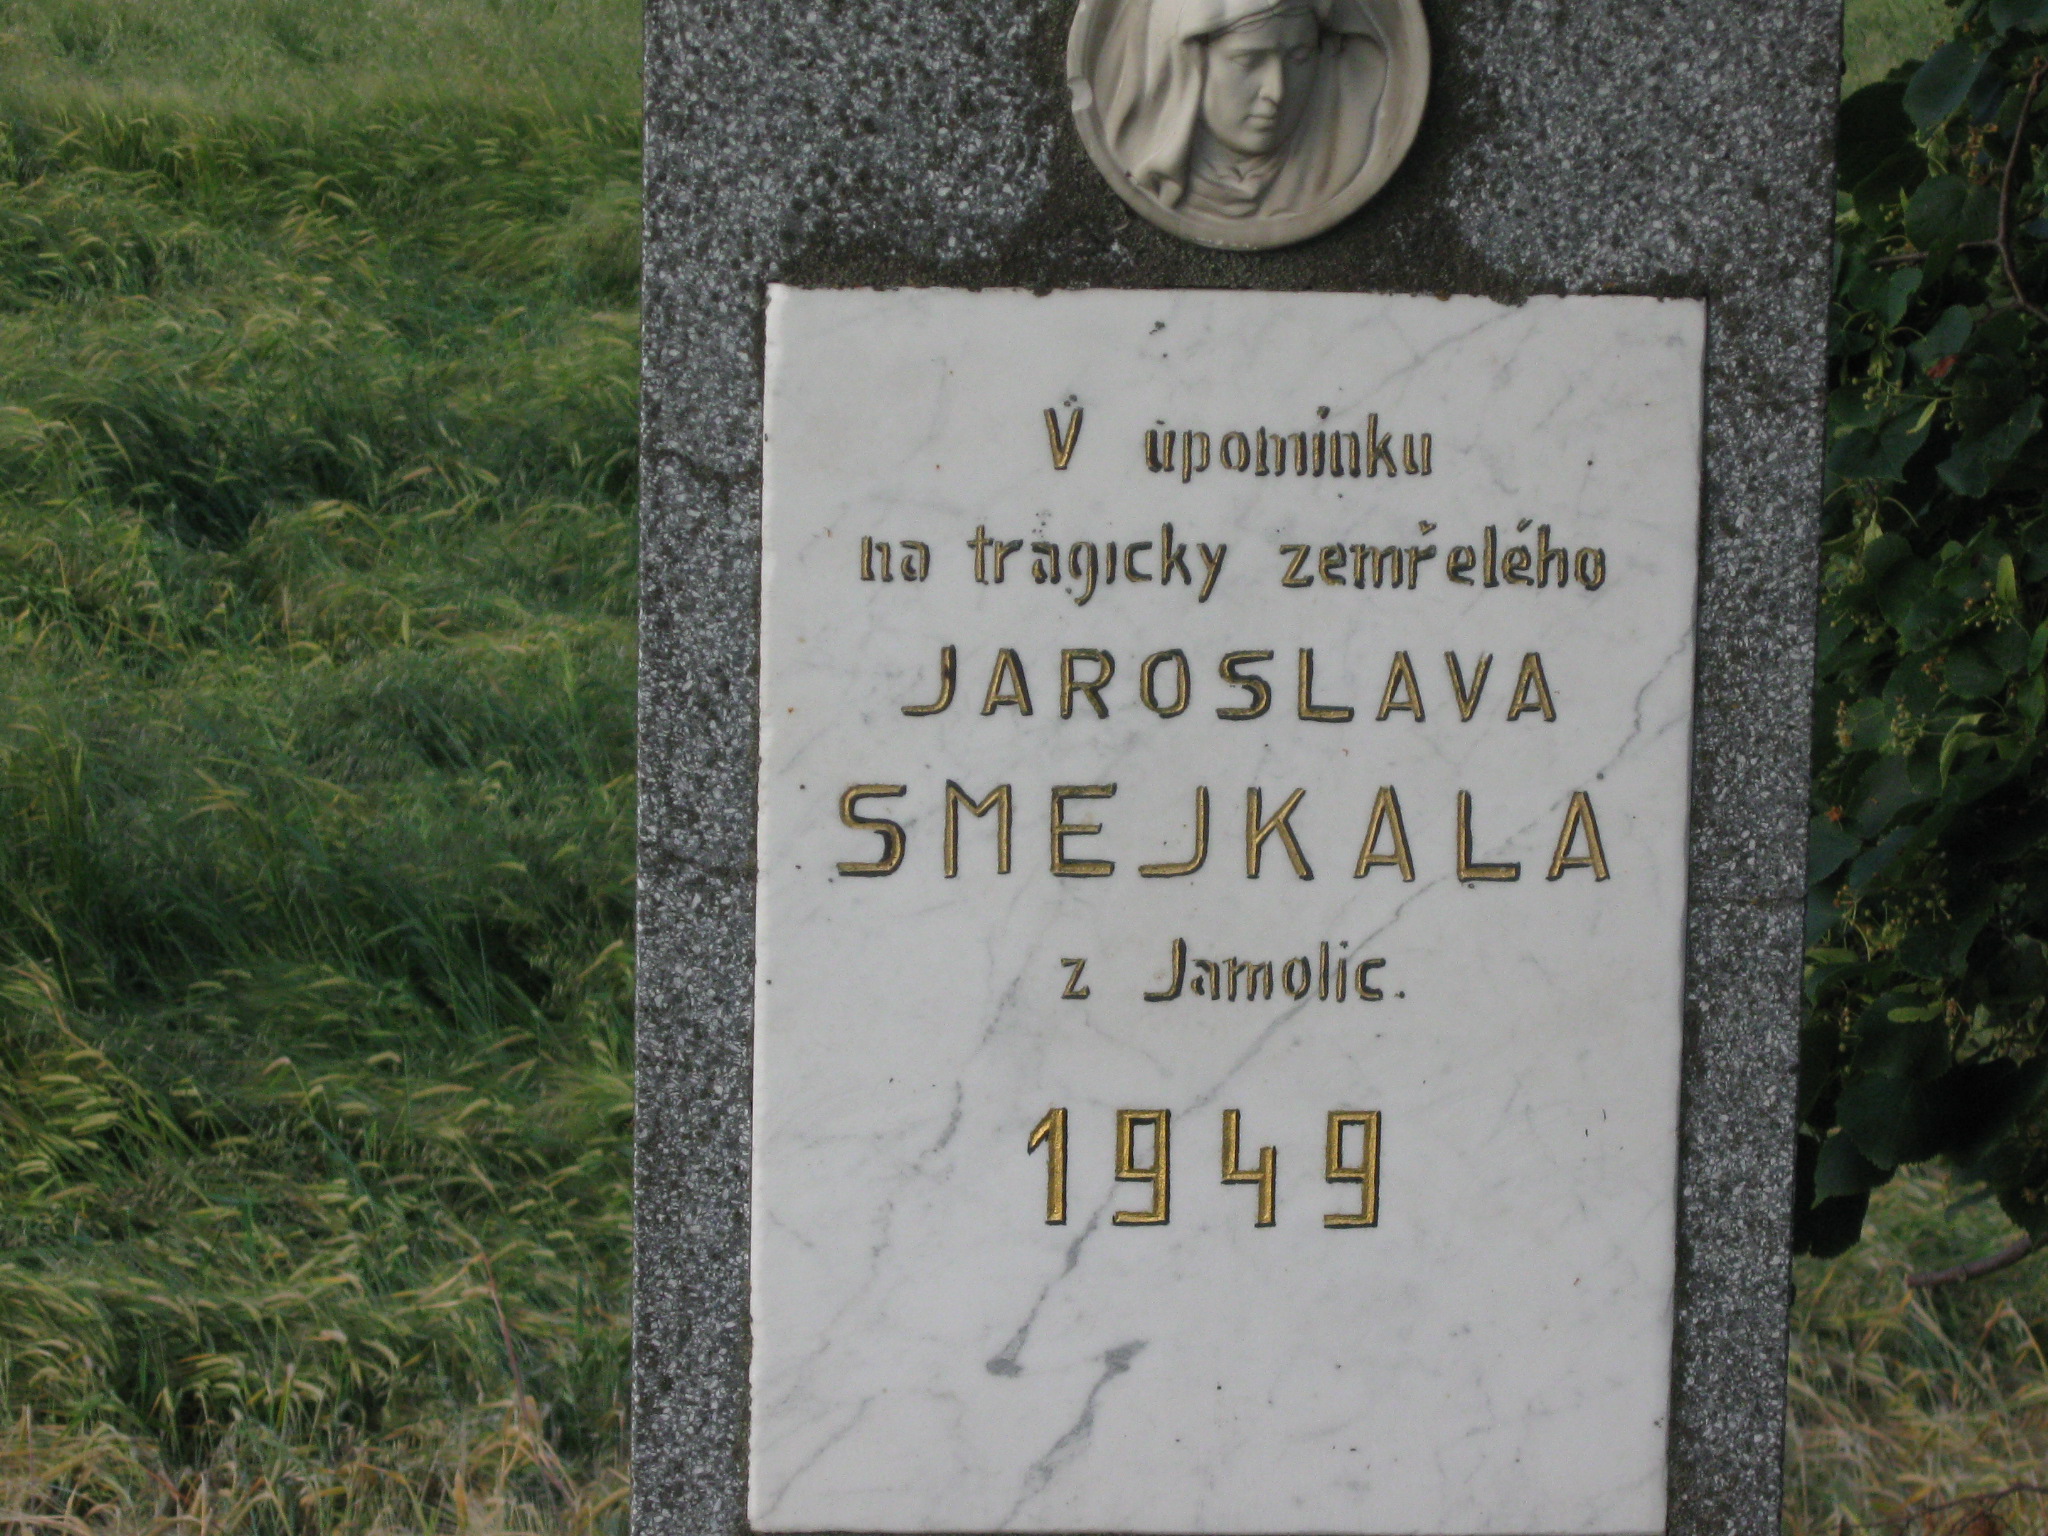 V upomínku
na tragicky zemřelého
JAROSLAVA
SMEJKALA
z Jamolic.
1949